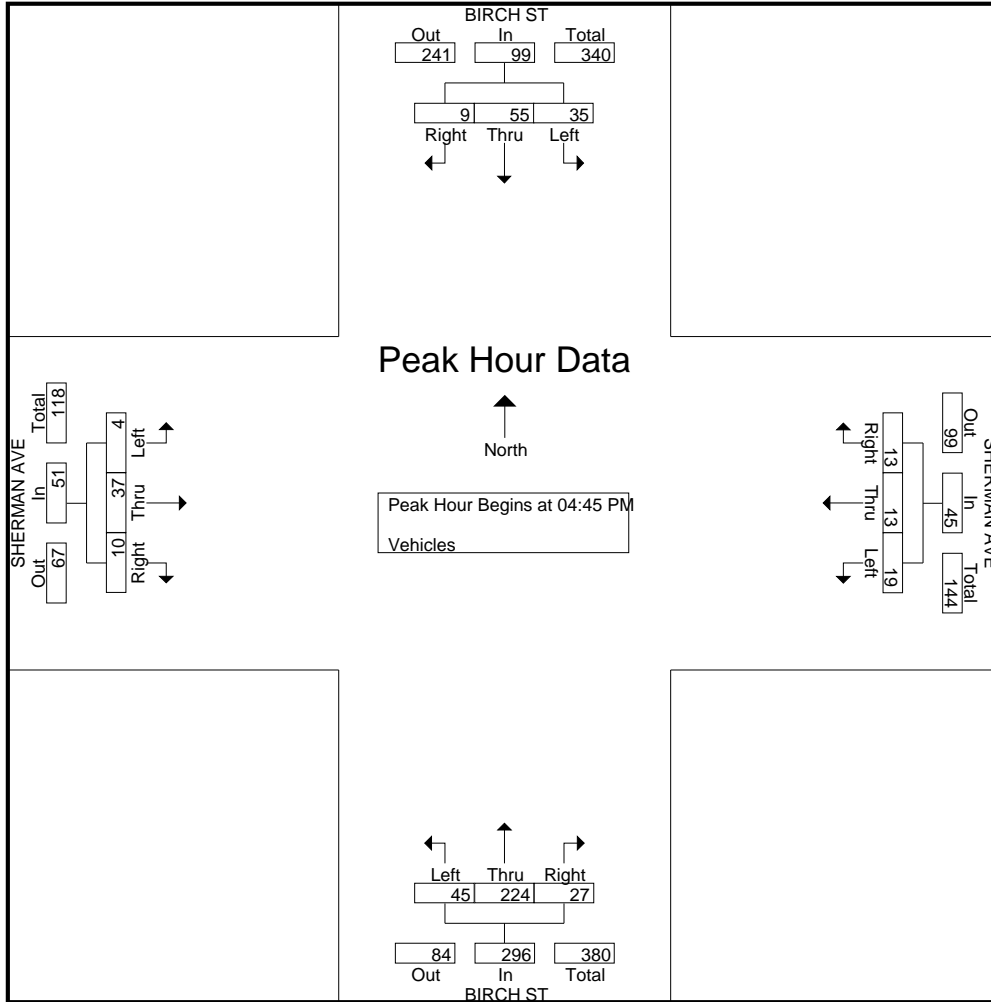 BIRCH ST
Out In Total
241 99 340
9 55 35
Right Thru Left
Peak Hour Data
North
Peak Hour Begins at 04:45 PM
Vehicles
SHERMAN AVE
Total In Out
118 51 67
4 37 10
Left Thru Right
SHERMAN AVE
Out In Total
99 45 144
13 13 19
Right Thru Left
Left Thru Right
45 224 27
84 296 380
Out In Total
BIRCH ST